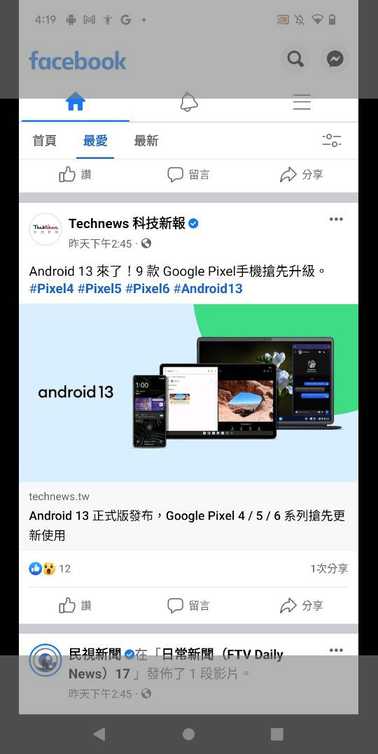 4:19
facebook
首頁 最愛 最新
讚 留言 分享
Technews 科技新報
昨天下午2:45
Android 13 來了！9 款 Google Pixel手機搶先升級。
#Pixel4 #Pixel5 #Pixel6 #Android13
android 13
1:00
technews.tw
Android 13 正式版發布，Google Pixel 4 / 5 / 6 系列搶先更
新使用
12 1次分享
讚 留言 分享
民視新聞 在「日常新聞（FTV Daily
News）17 」發佈了 1 段影片。
昨天下午2:45